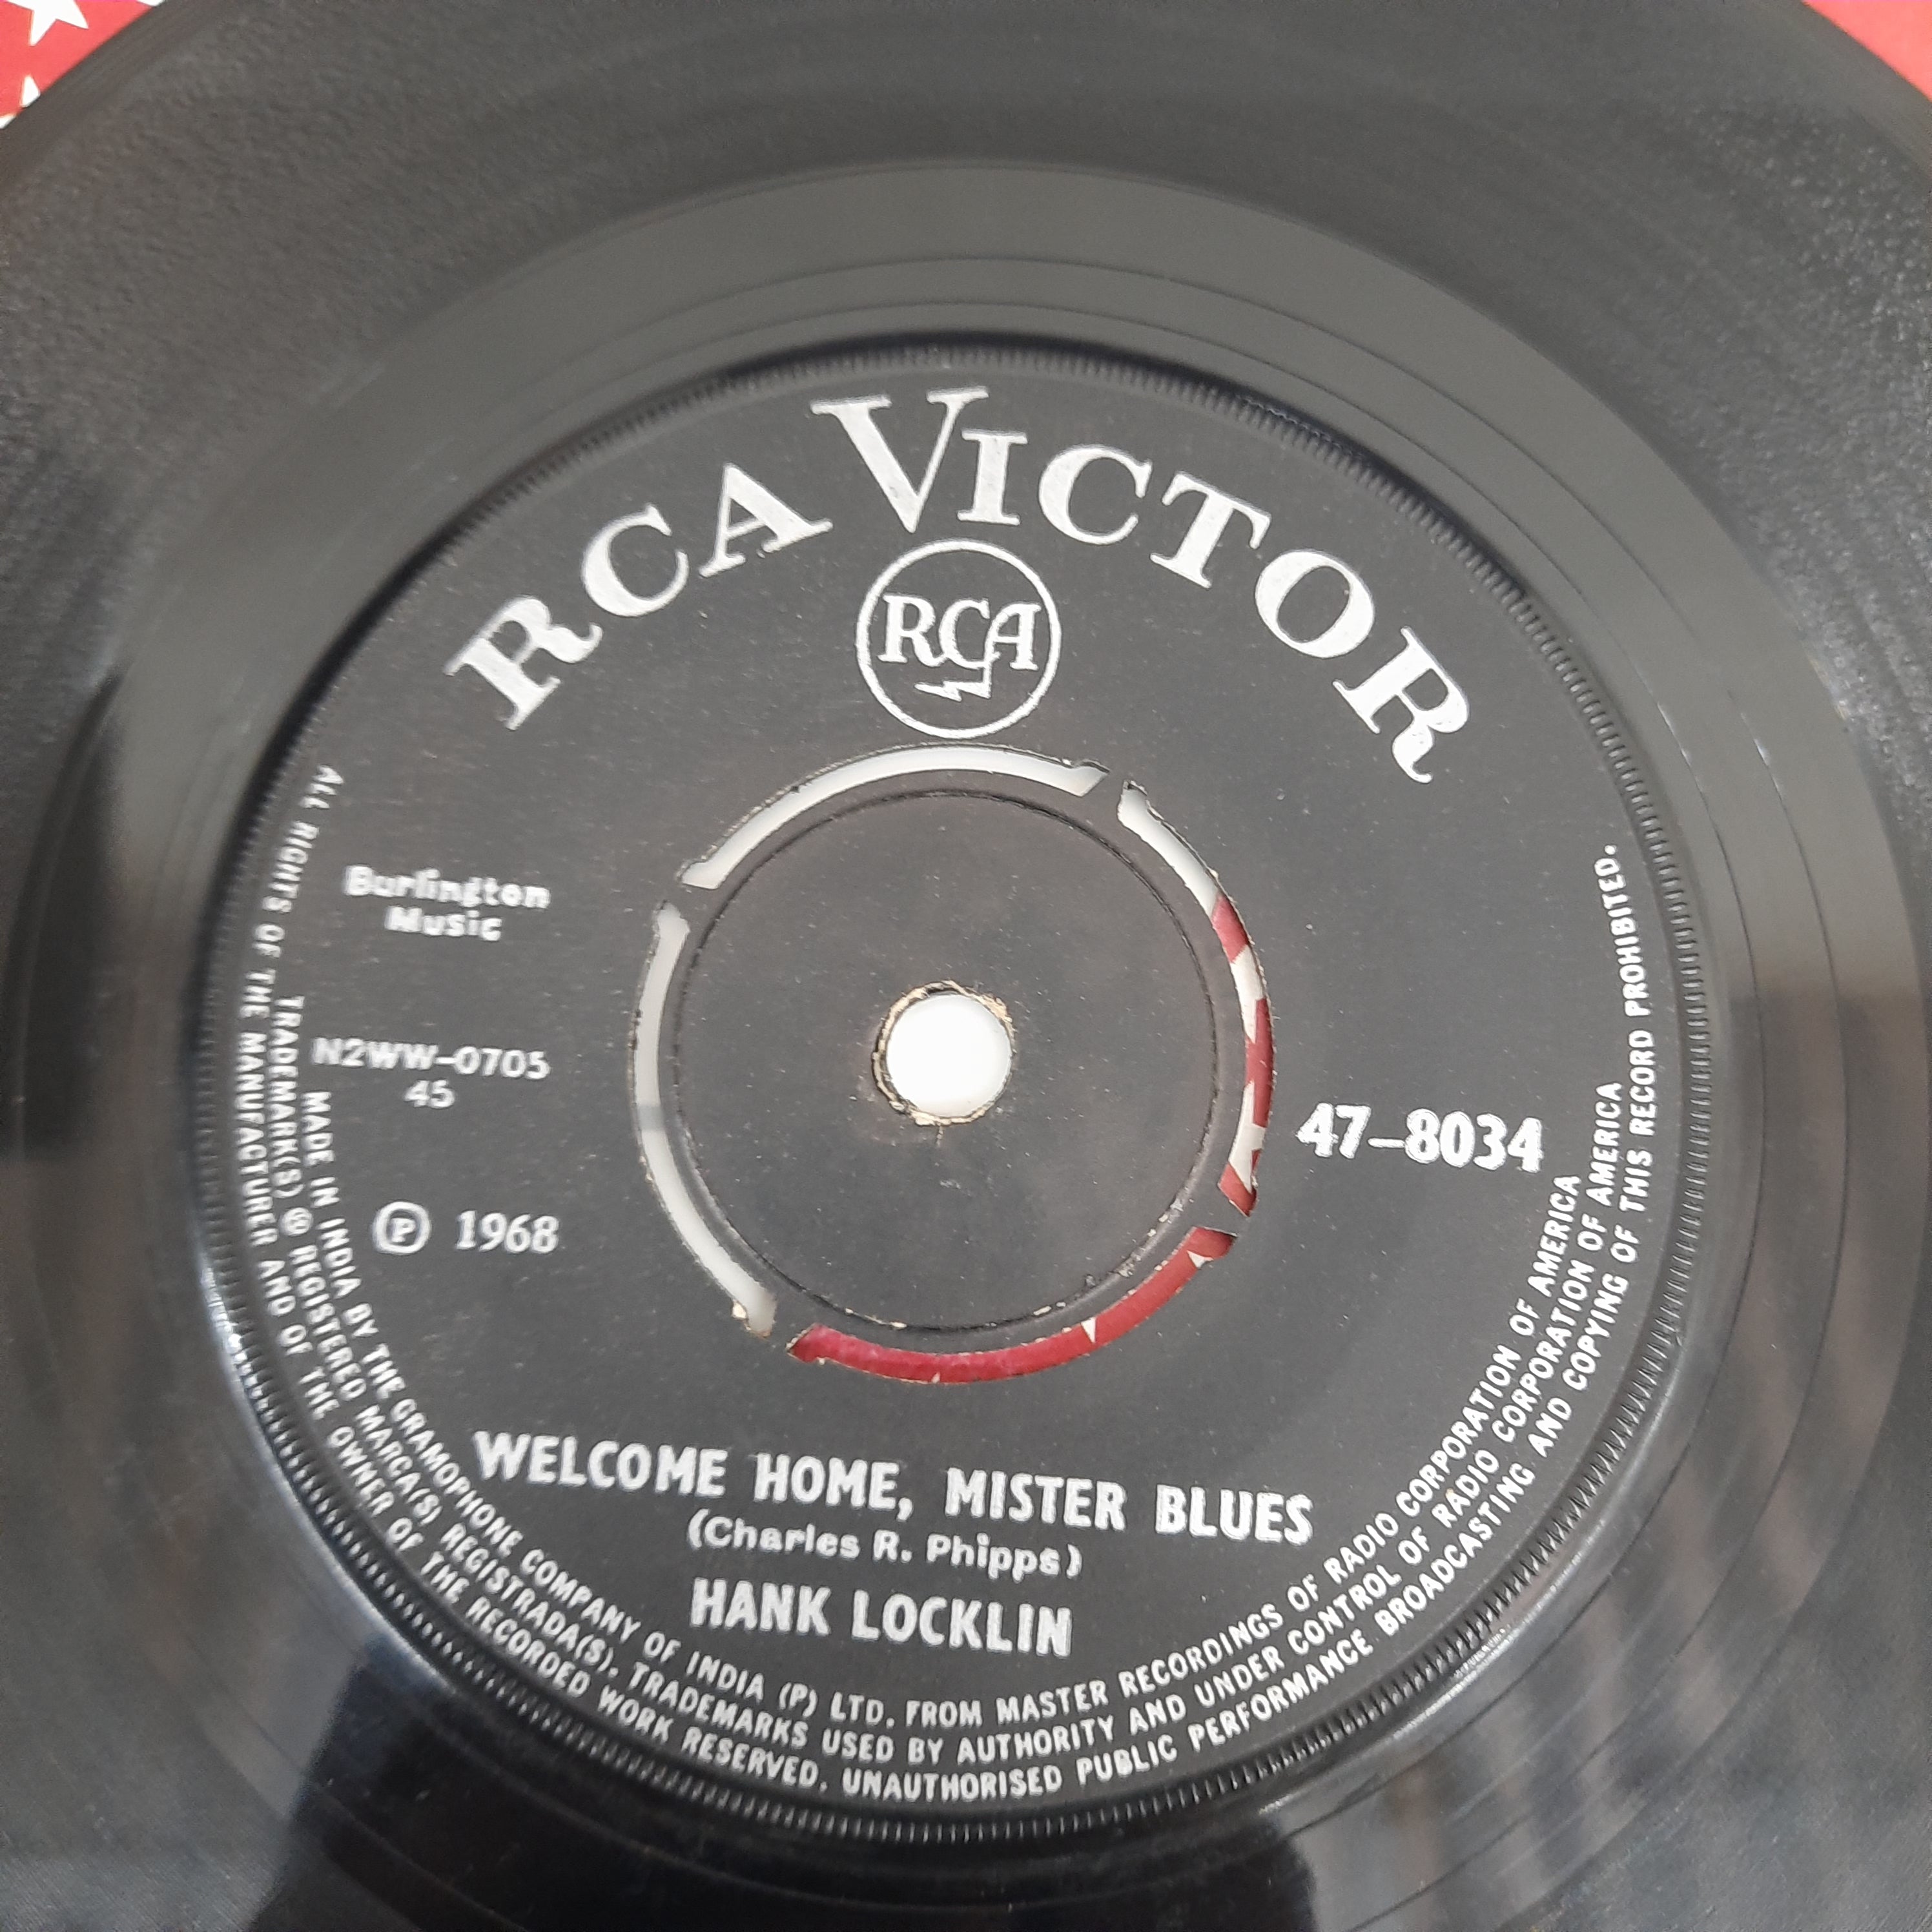 RCA VICTOR
RCA
Burlington
Music
N2WW-0705
45
℗ 1968
47-8034
WELCOME HOME, MISTER BLUES
(Charles R. Phipps)
HANK LOCKLIN
MADE IN INDIA BY THE GRAMOPHONE COMPANY OF INDIA (P) LTD. FROM MASTER RECORDINGS OF RADIO CORPORATION OF AMERICA
TRADEMARK(S) ® REGISTERED MARCA(S) REGISTRADA(S). TRADEMARKS USED BY AUTHORITY AND UNDER CONTROL OF RADIO CORPORATION OF AMERICA
ALL RIGHTS OF THE MANUFACTURER AND OF THE OWNER OF THE RECORDED WORK RESERVED. UNAUTHORISED PUBLIC PERFORMANCE BROADCASTING AND COPYING OF THIS RECORD PROHIBITED.